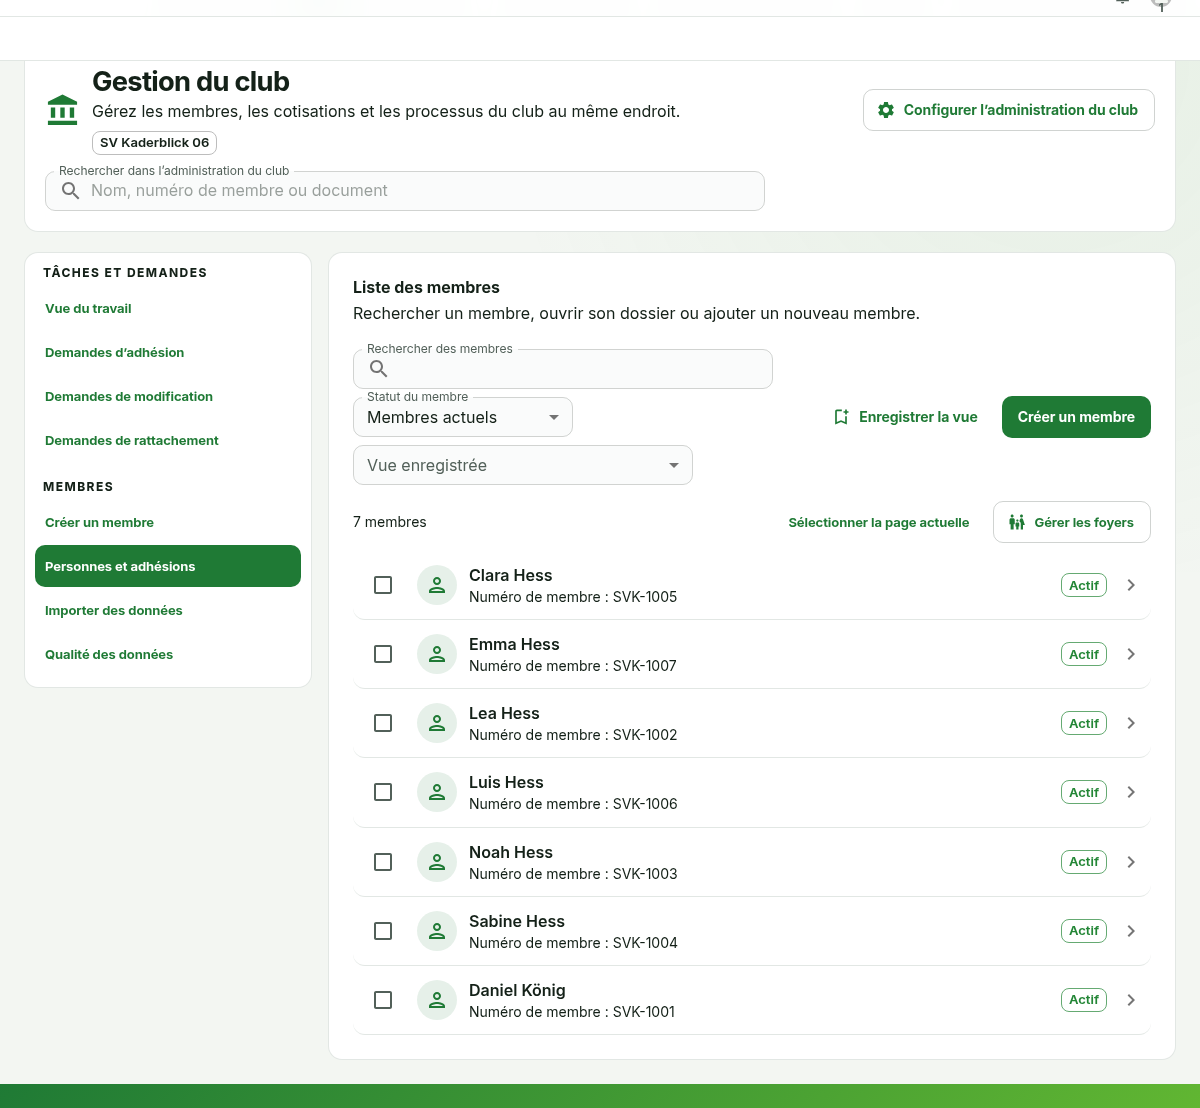 Gestion du club
Gérez les membres, les cotisations et les processus du club au même endroit.
SV Kaderblick 06
Configurer l’administration du club
Rechercher dans l’administration du club
Nom, numéro de membre ou document
TÂCHES ET DEMANDES
Vue du travail
Demandes d’adhésion
Demandes de modification
Demandes de rattachement
MEMBRES
Créer un membre
Personnes et adhésions
Importer des données
Qualité des données
Liste des membres
Rechercher un membre, ouvrir son dossier ou ajouter un nouveau membre.
Rechercher des membres
Statut du membre
Membres actuels
Enregistrer la vue
Créer un membre
Vue enregistrée
7 membres
Sélectionner la page actuelle
Gérer les foyers
Clara Hess
Numéro de membre : SVK-1005
Actif
Emma Hess
Numéro de membre : SVK-1007
Actif
Lea Hess
Numéro de membre : SVK-1002
Actif
Luis Hess
Numéro de membre : SVK-1006
Actif
Noah Hess
Numéro de membre : SVK-1003
Actif
Sabine Hess
Numéro de membre : SVK-1004
Actif
Daniel König
Numéro de membre : SVK-1001
Actif